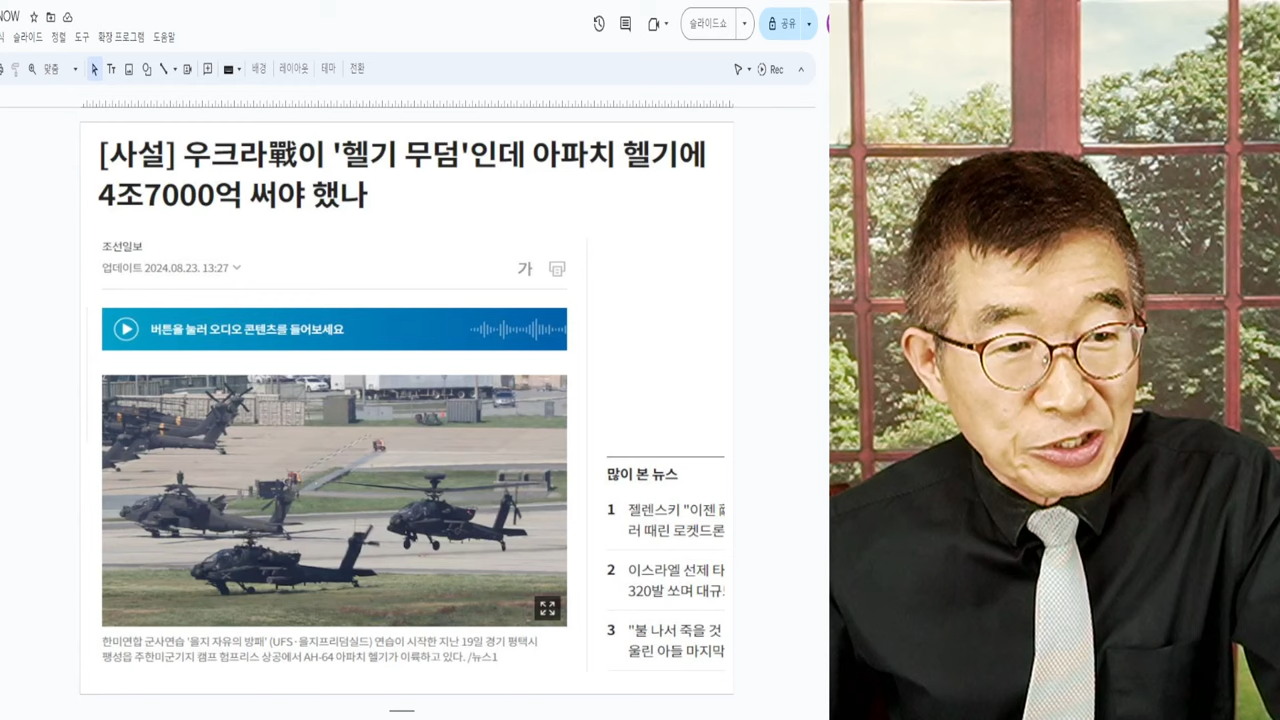 NOW
슬라이드 정렬 도구 확장 프로그램 도움말
슬라이드쇼
공유
맞춤
Tт
배경 레이아웃 테마 전환
Rec
[사설] 우크라戰이 '헬기 무덤'인데 아파치 헬기에
4조7000억 써야 했나
조선일보
업데이트 2024.08.23. 13:27
가
버튼을 눌러 오디오 콘텐츠를 들어보세요
한미연합 군사연습 '을지 자유의 방패' (UFS·을지프리덤실드) 연습이 시작한 지난 19일 경기 평택시
팽성읍 주한미군기지 캠프 험프리스 상공에서 AH-64 아파치 헬기가 이륙하고 있다. /뉴스1
많이 본 뉴스
1 젤렌스키 "이젠
러 때린 로켓드론
2 이스라엘 선제 타
320발 쏘며 대규
3 "불 나서 죽을 것
울린 아들 마지막